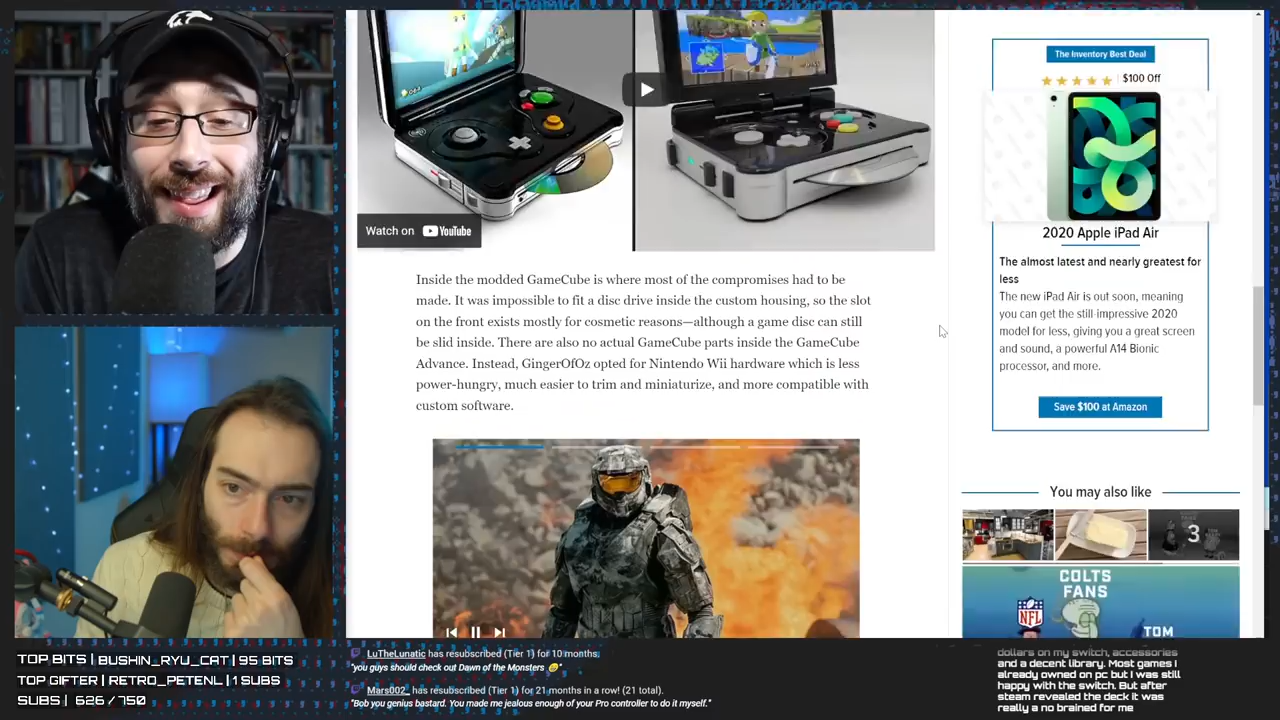 The Inventory Best Deal
$100 Off
Watch on YouTube
2020 Apple iPad Air
The almost latest and nearly greatest for
less
The new iPad Air is out soon, meaning
you can get the still-impressive 2020
model for less, giving you a great screen
and sound, a powerful A14 Bionic
processor, and more.
Save $100 at Amazon
Inside the modded GameCube is where most of the compromises had to be
made. It was impossible to fit a disc drive inside the custom housing, so the slot
on the front exists mostly for cosmetic reasons—although a game disc can still
be slid inside. There are also no actual GameCube parts inside the GameCube
Advance. Instead, GingerOfOz opted for Nintendo Wii hardware which is less
power-hungry, much easier to trim and miniaturize, and more compatible with
custom software.
You may also like
3
COLTS
FANS
NFL
TOM
TOP BITS | BUSHIN_RYU_CAT | 95 BITS
TOP GIFTER | RETRO_PETENL | 1 SUBS
SUBS | 626 / 750
LuTheLunatic has resubscribed (Tier 1) for 10 months,
"you guys should check out Dawn of the Monsters 😄"
Mars002_ has resubscribed (Tier 1) for 21 months in a row! (21 total).
"Bob you genius bastard. You made me jealous enough of your Pro controller to do it myself."
dollars on my switch, accessories
and a decent library. Most games I
already owned on pc but I was still
happy with the switch. But after
steam revealed the deck it was
really a no brained for me